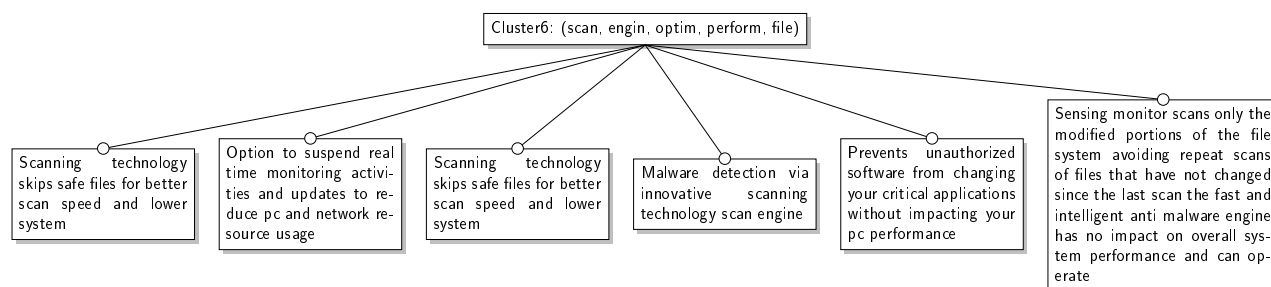 Cluster6: (scan, engin, optim, perform, file)
Scanning technology
skips safe files for better
scan speed and lower
system
Option to suspend real
time monitoring activi-
ties and updates to re-
duce pc and network re-
source usage
Scanning technology
skips safe files for better
scan speed and lower
system
Malware detection via
innovative scanning
technology scan engine
Prevents unauthorized
software from changing
your critical applications
without impacting your
pc performance
Sensing monitor scans only the
modified portions of the file
system avoiding repeat scans
of files that have not changed
since the last scan the fast and
intelligent anti malware engine
has no impact on overall sys-
tem performance and can op-
erate